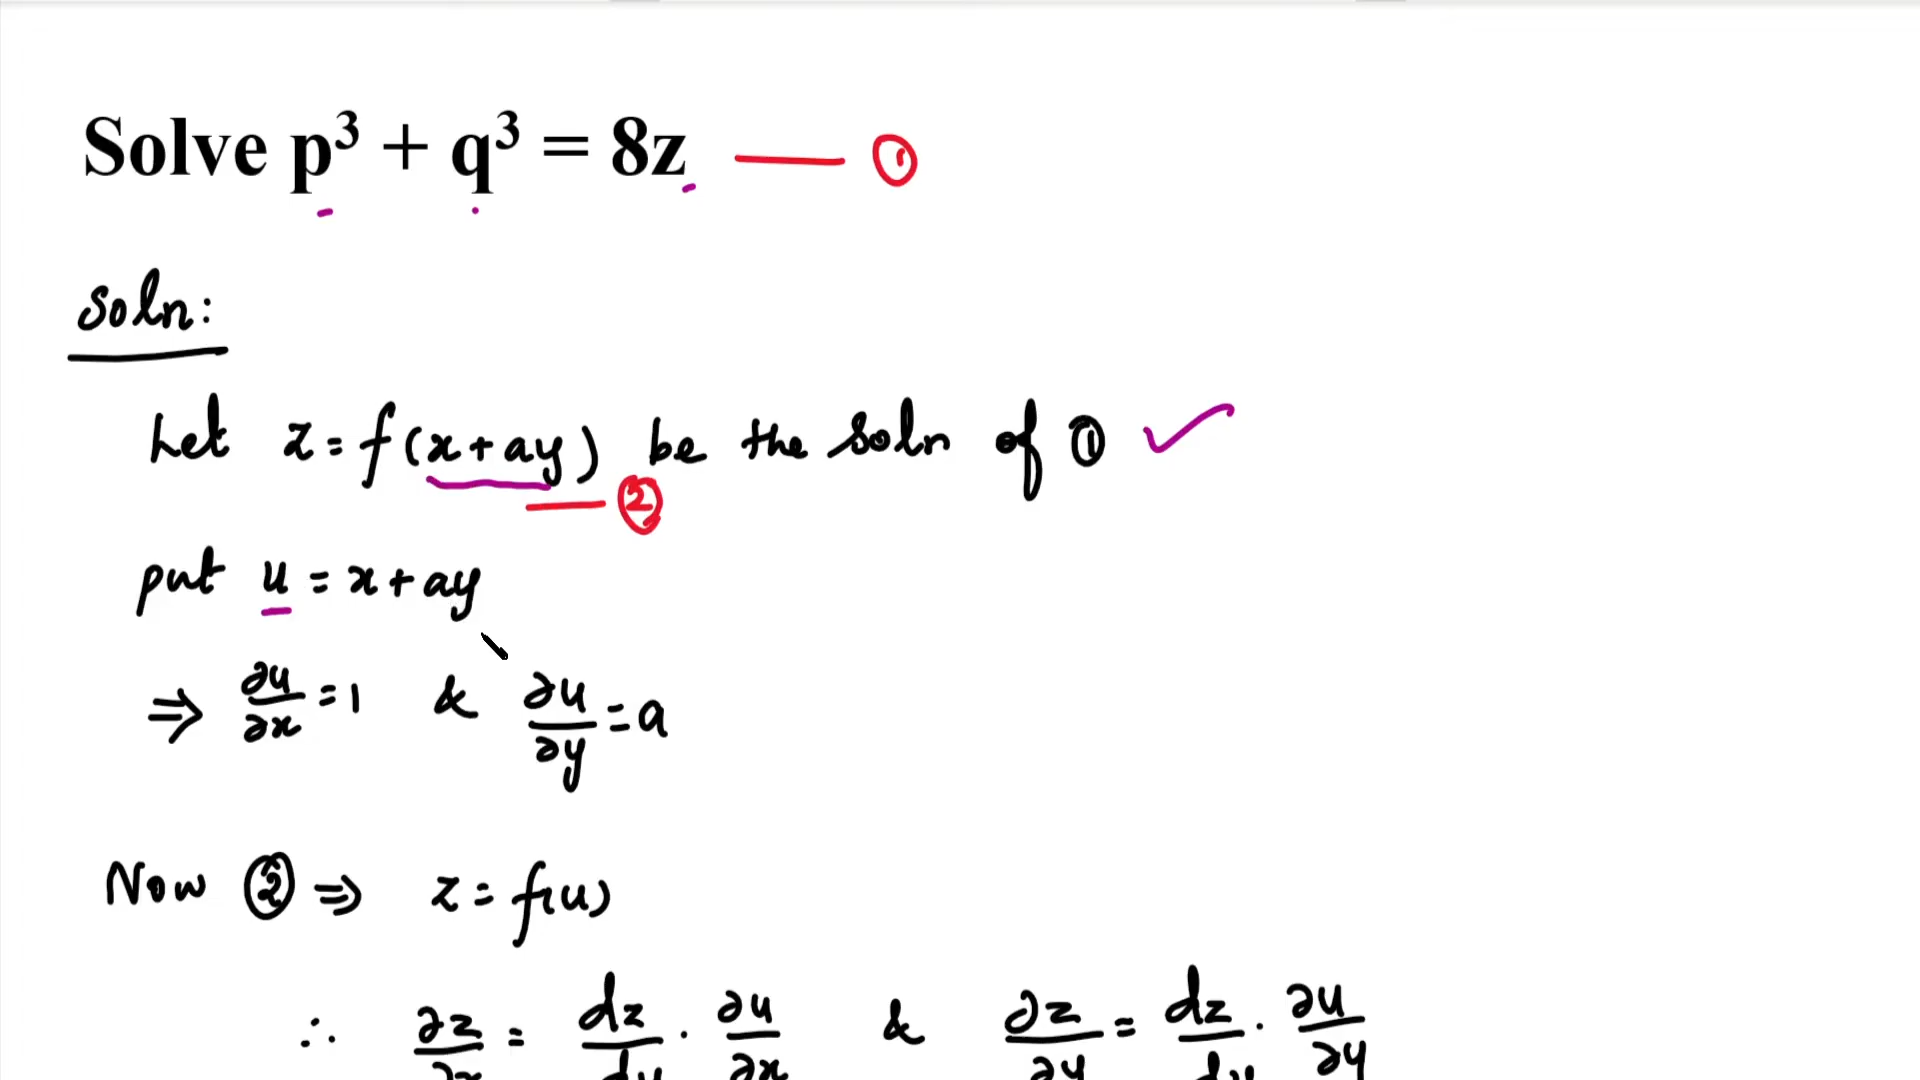 Solve p³ + q³ = 8z —— ①
Soln:
Let z = f(x+ay) be the soln of ① ✓
—— ②
put u = x+ay
⇒ ∂u/∂x = 1 & ∂u/∂y = a
Now ② ⇒ z = f(u)
∴ ∂z/∂x = dz/du · ∂u/∂x & ∂z/∂y = dz/du · ∂u/∂y